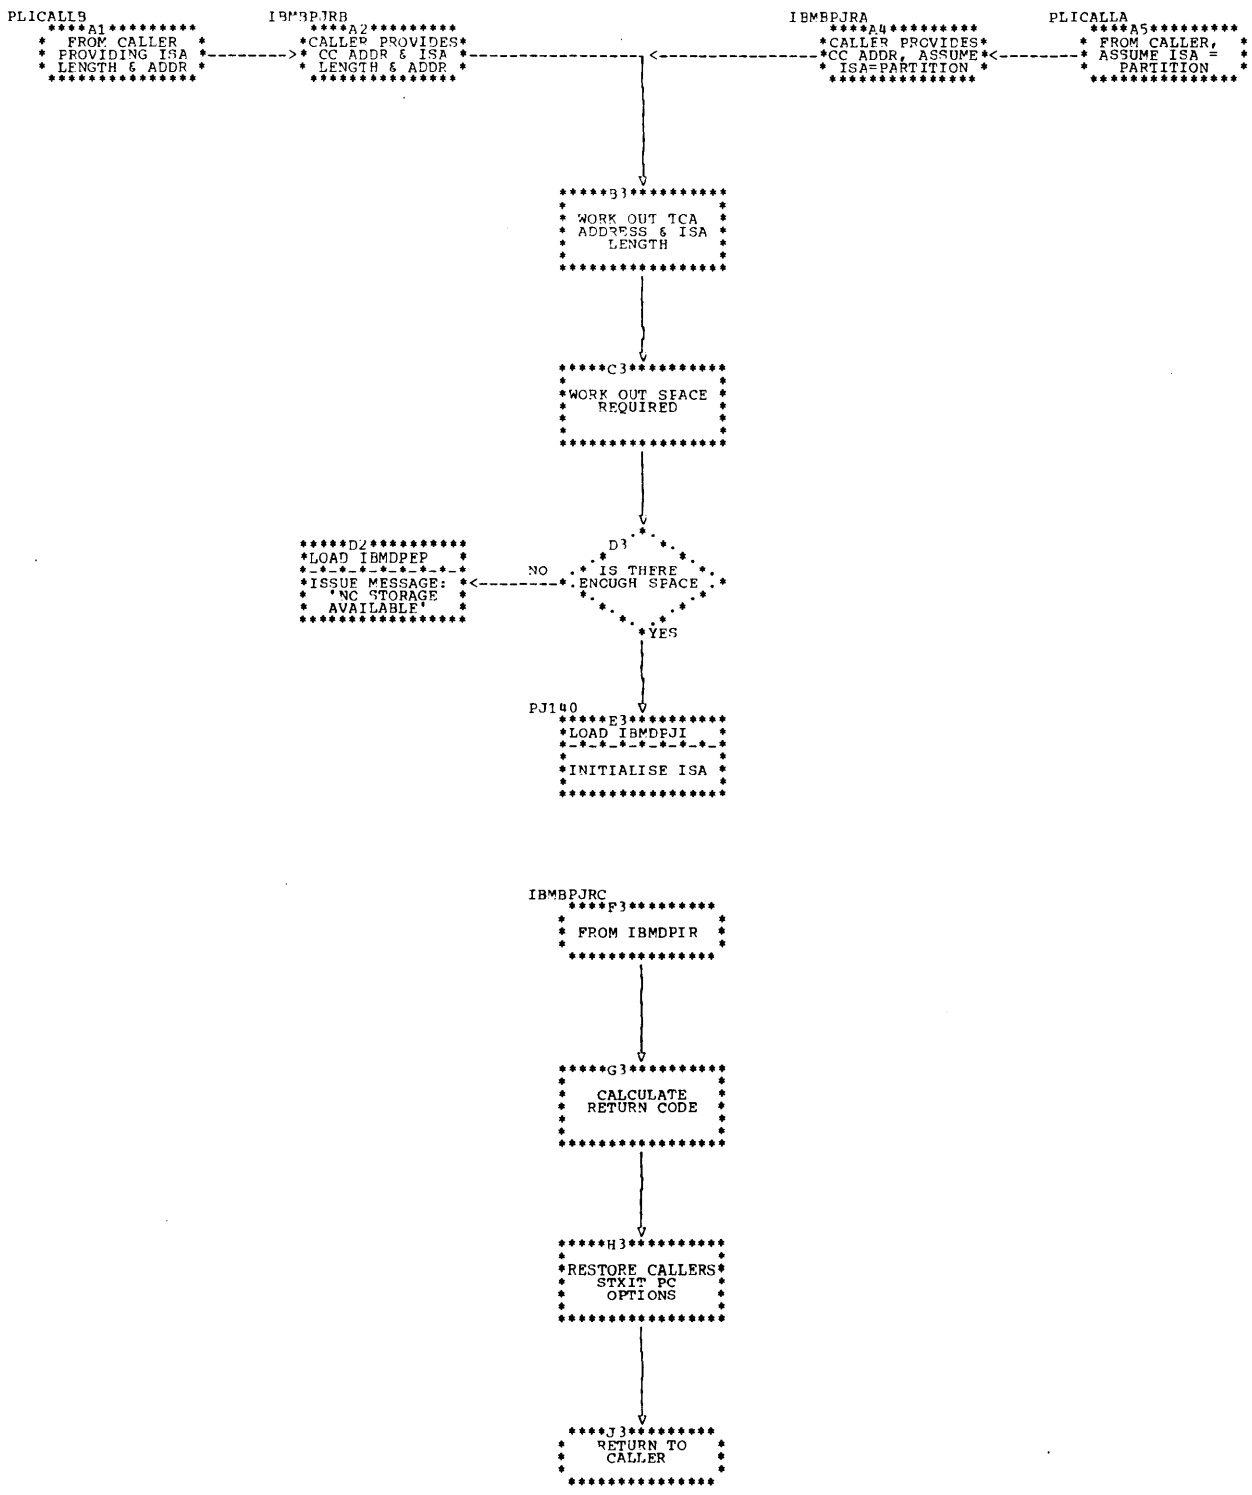 PLICALLB
IBMBPJRB
IBMBPJRA
PLICALLA
****A1*********
* FROM CALLER *
* PROVIDING ISA *
* LENGTH & ADDR *
***************
------->
****A2*********
*CALLER PROVIDES*
* CC ADDR & ISA *
* LENGTH & ADDR *
***************
<---------------
****A4*********
*CALLER PROVIDES*
*CC ADDR, ASSUME*
* ISA=PARTITION *
***************
<-------
****A5*********
* FROM CALLER, *
* ASSUME ISA = *
* PARTITION *
***************
*****B3**********
* WORK OUT TCA *
* ADDRESS & ISA *
* LENGTH *
*****************
*****C3**********
*WORK OUT SPACE *
* REQUIRED *
*****************
*****D2**********
*LOAD IBMDPEP *
*-*-*-*-*-*-*-*-*
*ISSUE MESSAGE: *
* 'NO STORAGE *
* AVAILABLE' *
*****************
NO
<--------
D3
IS THERE
ENOUGH SPACE
YES
PJ140
*****E3**********
*LOAD IBMDPJI *
*-*-*-*-*-*-*-*-*
*INITIALISE ISA *
*****************
IBMBPJRC
****F3*********
* FROM IBMDPIR *
***************
*****G3**********
* CALCULATE *
* RETURN CODE *
*****************
*****H3**********
*RESTORE CALLERS*
* STXIT PC *
* OPTIONS *
*****************
****J3*********
* RETURN TO *
* CALLER *
***************